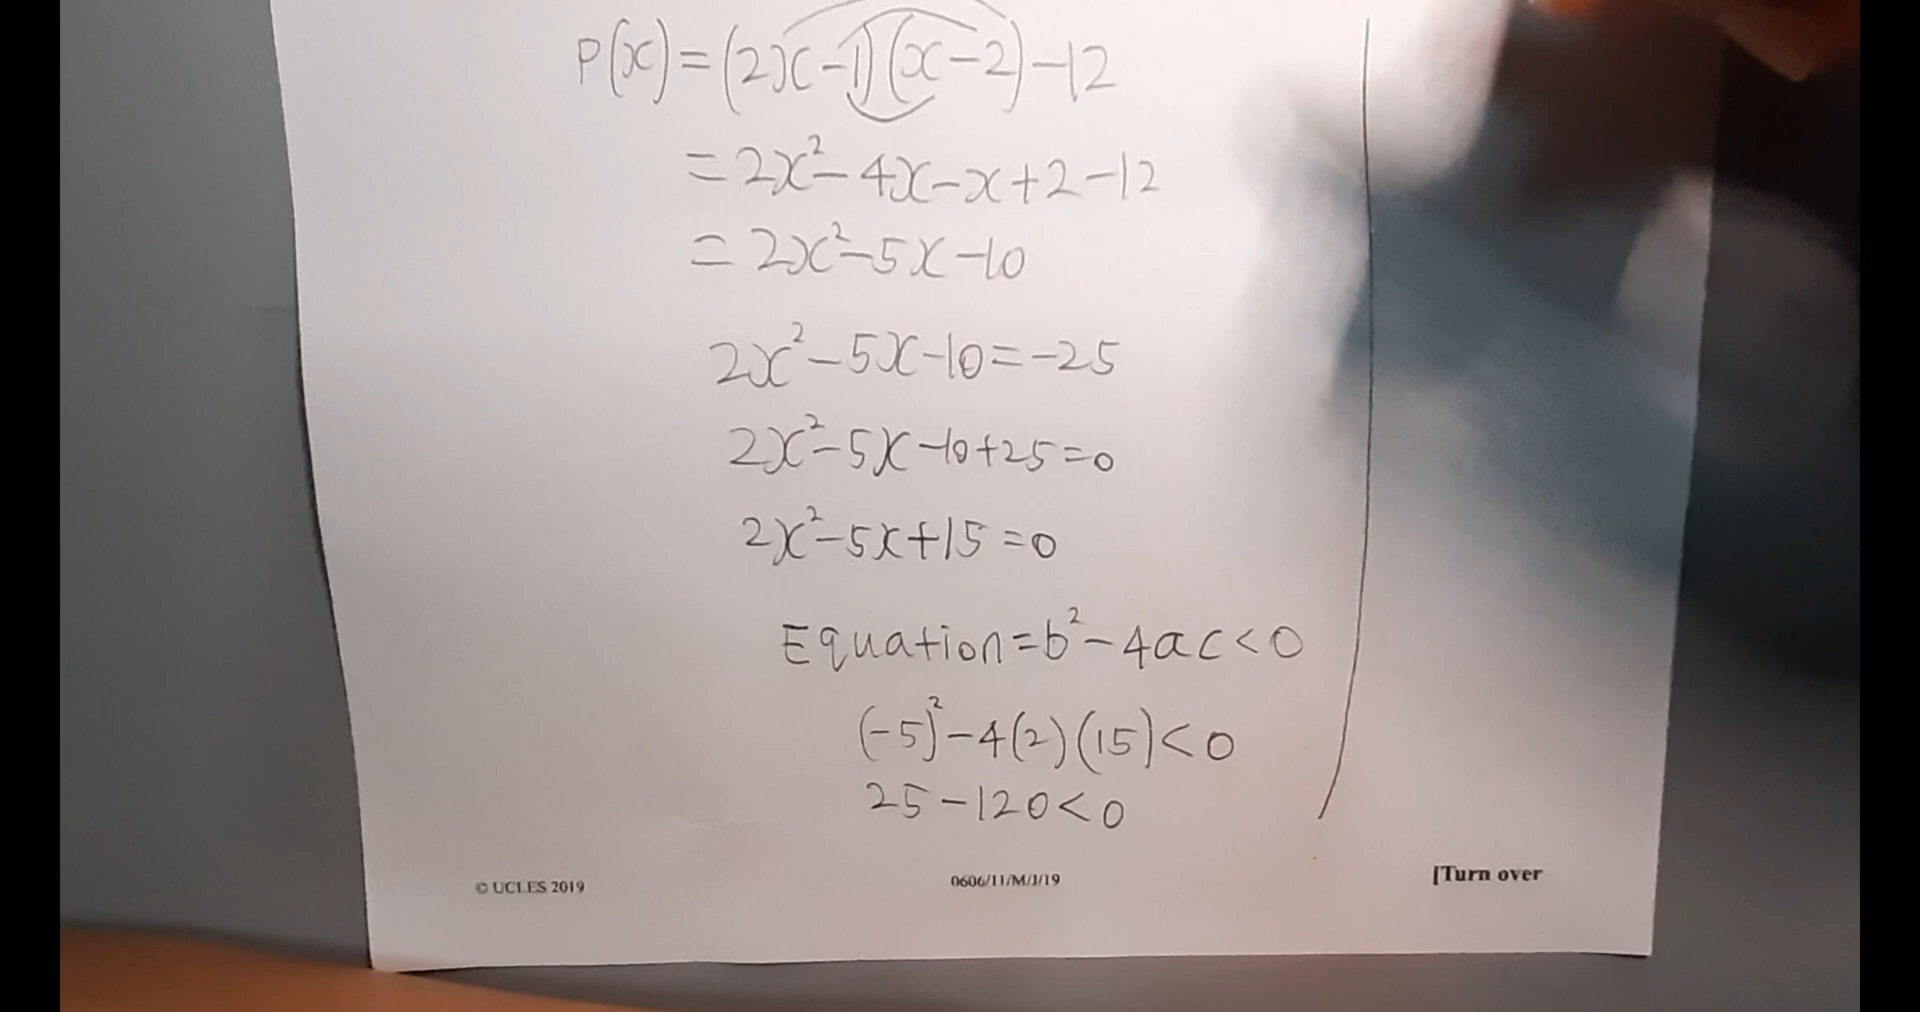 P(x) = (2x-1)(x-2)-12
= 2x²-4x-x+2-12
= 2x²-5x-10
2x²-5x-10=-25
2x²-5x-10+25=0
2x²-5x+15=0
Equation=b²-4ac<0
(-5)²-4(2)(15)<0
25-120<0
© UCLES 2019 0606/11/M/J/19 [Turn over